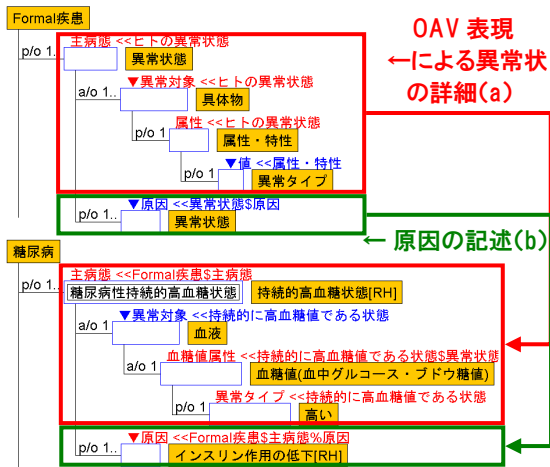 Formal疾患
p/o 1..
主病態 <<ヒトの異常状態
異常状態
a/o 1..
▼異常対象 <<ヒトの異常状態
具体物
p/o 1
属性 <<ヒトの異常状態
属性・特性
p/o 1
▼値 <<属性・特性
異常タイプ
p/o 1..
▼原因 <<異常状態$原因
異常状態
OAV 表現
←による異常状
の詳細(a)
← 原因の記述(b)
糖尿病
p/o 1..
主病態 <<Formal疾患$主病態
糖尿病性持続的高血糖状態
持続的高血糖状態[RH]
a/o 1
▼異常対象 <<持続的に高血糖値である状態
血液
a/o 1
血糖値属性 <<持続的に高血糖値である状態$異常状態
血糖値(血中グルコース・ブドウ糖値)
p/o 1
異常タイプ <<持続的に高血糖値である状態
高い
p/o 1..
▼原因 <<Formal疾患$主病態%原因
インスリン作用の低下[RH]